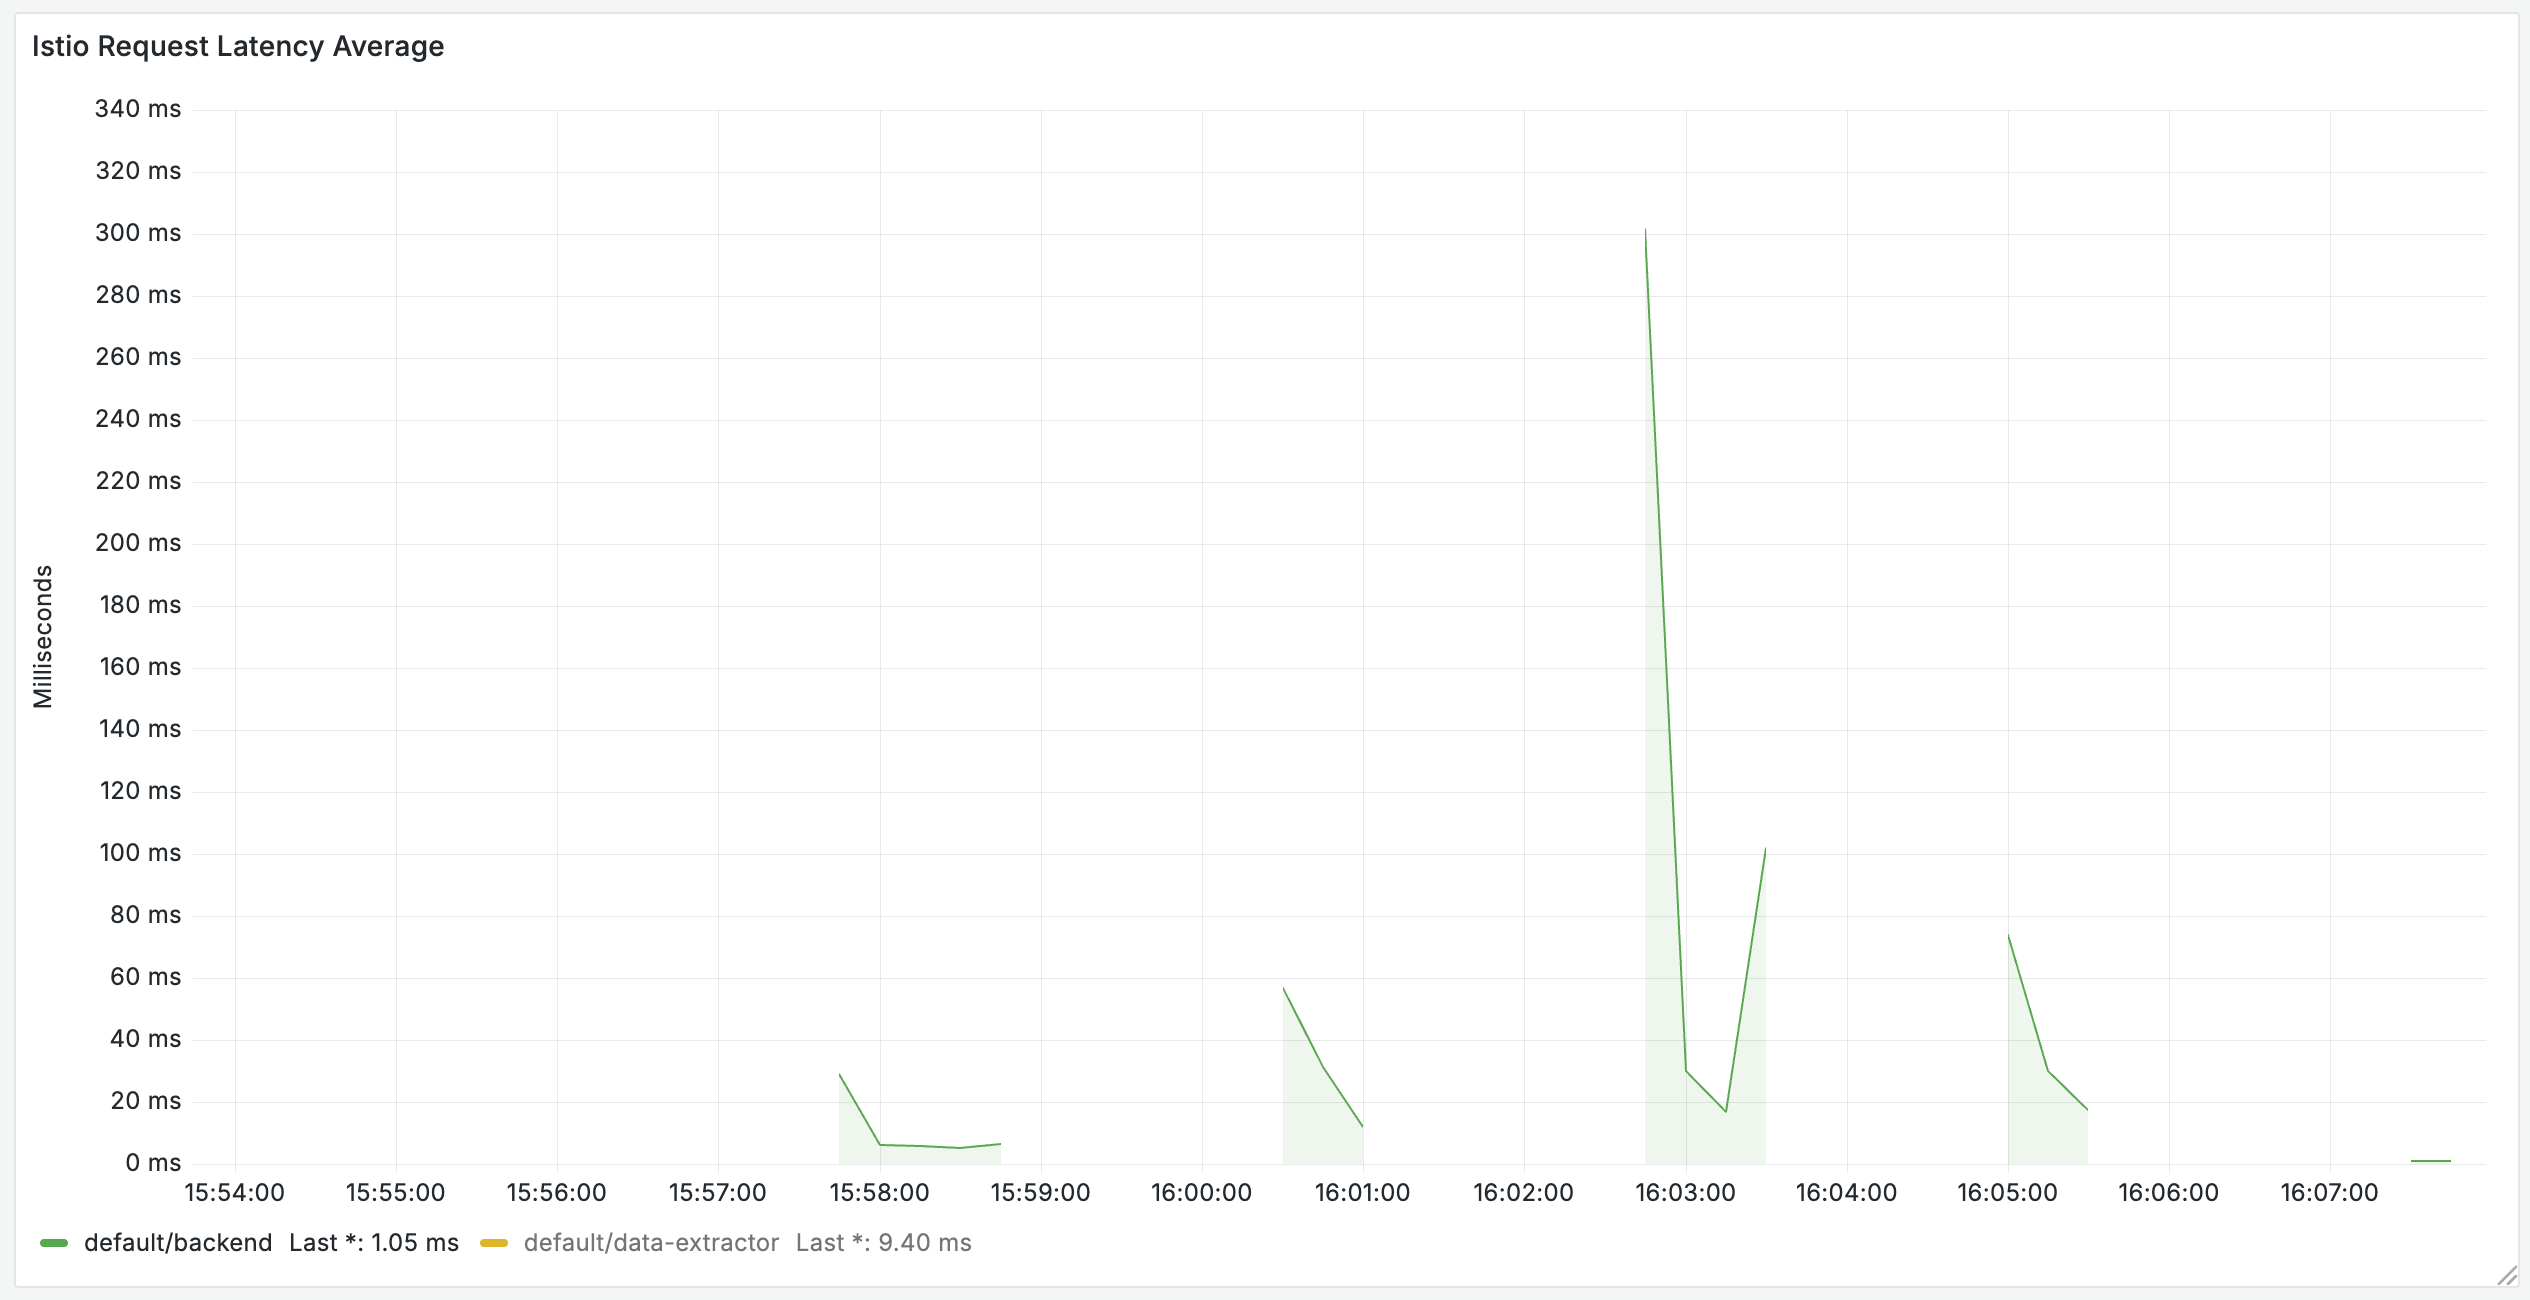 Istio Request Latency Average
Milliseconds
340 ms
320 ms
300 ms
280 ms
260 ms
240 ms
220 ms
200 ms
180 ms
160 ms
140 ms
120 ms
100 ms
80 ms
60 ms
40 ms
20 ms
0 ms
15:54:00 15:55:00 15:56:00 15:57:00 15:58:00 15:59:00 16:00:00 16:01:00 16:02:00 16:03:00 16:04:00 16:05:00 16:06:00 16:07:00
default/backend Last *: 1.05 ms default/data-extractor Last *: 9.40 ms